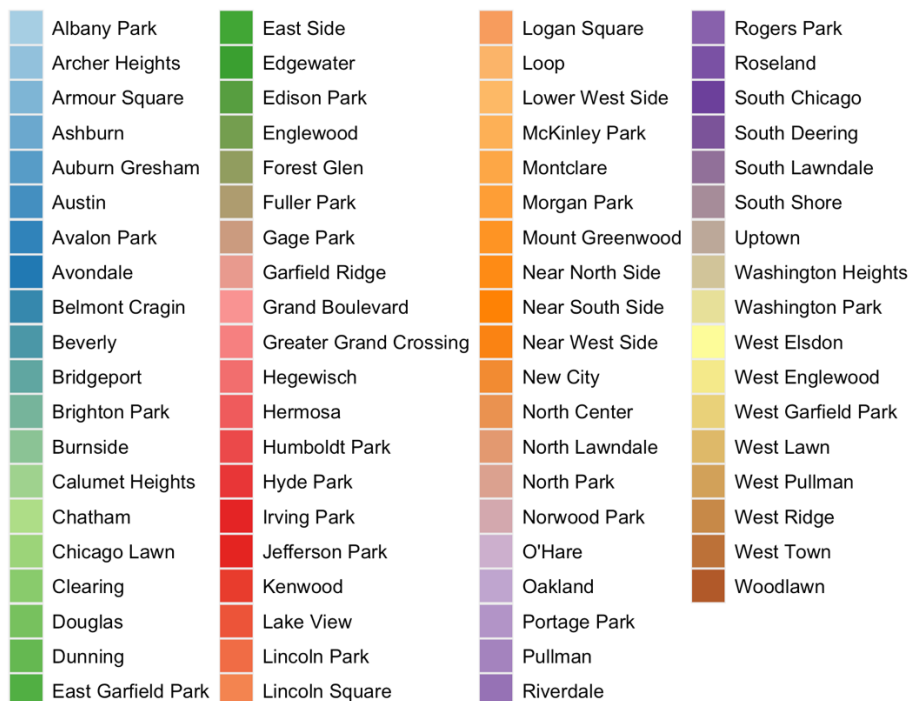 Albany Park
Archer Heights
Armour Square
Ashburn
Auburn Gresham
Austin
Avalon Park
Avondale
Belmont Cragin
Beverly
Bridgeport
Brighton Park
Burnside
Calumet Heights
Chatham
Chicago Lawn
Clearing
Douglas
Dunning
East Garfield Park
East Side
Edgewater
Edison Park
Englewood
Forest Glen
Fuller Park
Gage Park
Garfield Ridge
Grand Boulevard
Greater Grand Crossing
Hegewisch
Hermosa
Humboldt Park
Hyde Park
Irving Park
Jefferson Park
Kenwood
Lake View
Lincoln Park
Lincoln Square
Logan Square
Loop
Lower West Side
McKinley Park
Montclare
Morgan Park
Mount Greenwood
Near North Side
Near South Side
Near West Side
New City
North Center
North Lawndale
North Park
Norwood Park
O'Hare
Oakland
Portage Park
Pullman
Riverdale
Rogers Park
Roseland
South Chicago
South Deering
South Lawndale
South Shore
Uptown
Washington Heights
Washington Park
West Elsdon
West Englewood
West Garfield Park
West Lawn
West Pullman
West Ridge
West Town
Woodlawn